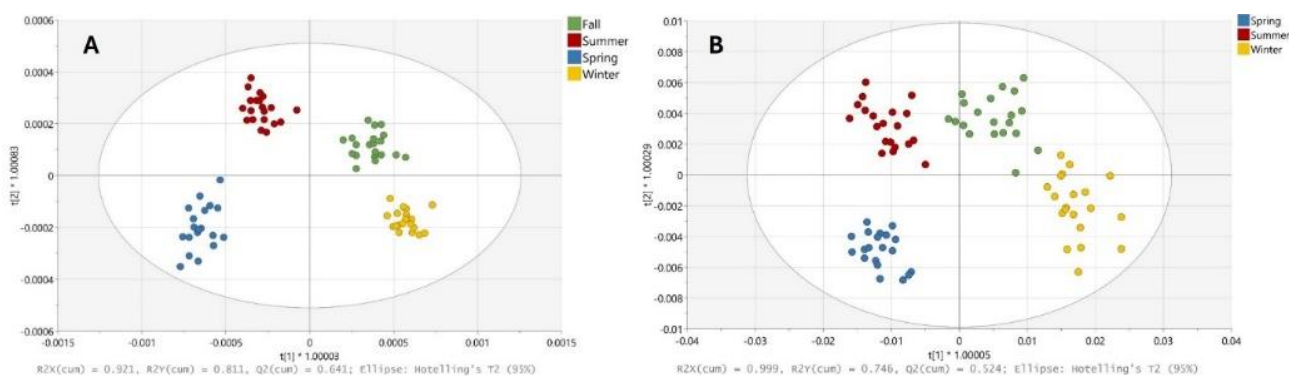 A
Fall
Summer
Spring
Winter
0.0006
0.0004
0.0002
0
-0.0002
-0.0004
-0.0006
t[2] * 1.00083
-0.0015
-0.001
-0.0005
0
0.0005
0.001
0.0015
t[1] * 1.00003
R2X(cum) = 0.921, R2Y(cum) = 0.811, Q2(cum) = 0.641; Ellipse: Hotelling's T2 (95%)
B
Spring
Summer
Winter
0.01
0.008
0.006
0.004
0.002
0
-0.002
-0.004
-0.006
-0.008
-0.01
t[2] * 1.00029
-0.04
-0.03
-0.02
-0.01
0
0.01
0.02
0.03
0.04
t[1] * 1.00005
R2X(cum) = 0.999, R2Y(cum) = 0.746, Q2(cum) = 0.524; Ellipse: Hotelling's T2 (95%)